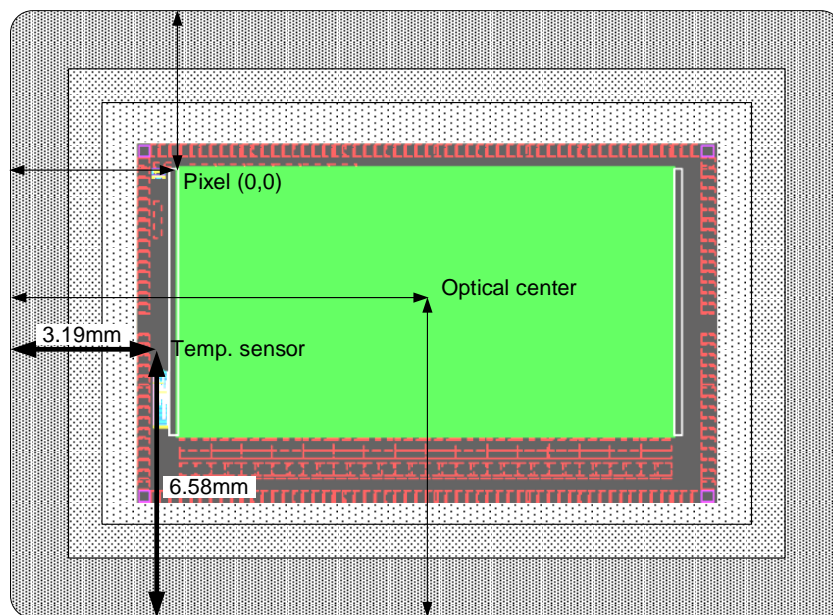 Pixel (0,0)
Optical center
3.19mm
Temp. sensor
6.58mm